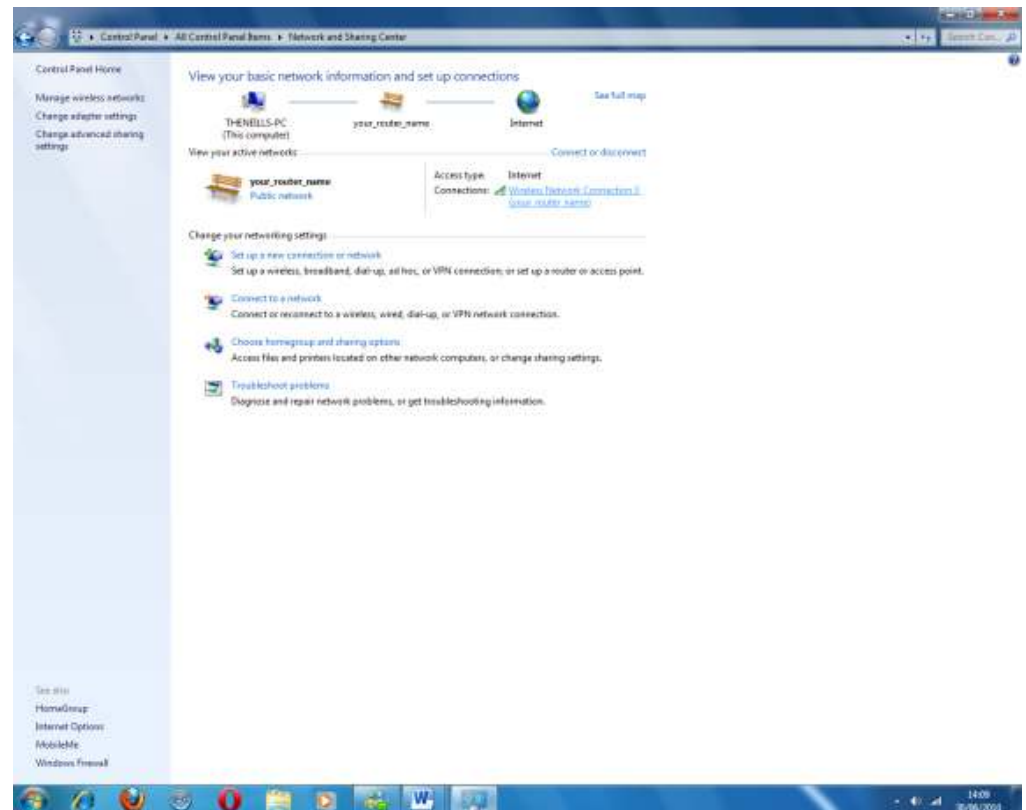 Control Panel ▸ All Control Panel Items ▸ Network and Sharing Center
Control Panel Home
Manage wireless networks
Change adapter settings
Change advanced sharing
settings
View your basic network information and set up connections
See full map
THENEILLS-PC
(This computer)
your_router_name
Internet
View your active networks
Connect or disconnect
your_router_name
Public network
Access type: Internet
Connections: Wireless Network Connection
(your_router_name)
Change your networking settings
Set up a new connection or network
Set up a wireless, broadband, dial-up, ad hoc, or VPN connection; or set up a router or access point.
Connect to a network
Connect or reconnect to a wireless, wired, dial-up, or VPN network connection.
Choose homegroup and sharing options
Access files and printers located on other network computers, or change sharing settings.
Troubleshoot problems
Diagnose and repair network problems, or get troubleshooting information.
See also
HomeGroup
Internet Options
MobileMe
Windows Firewall
14:09